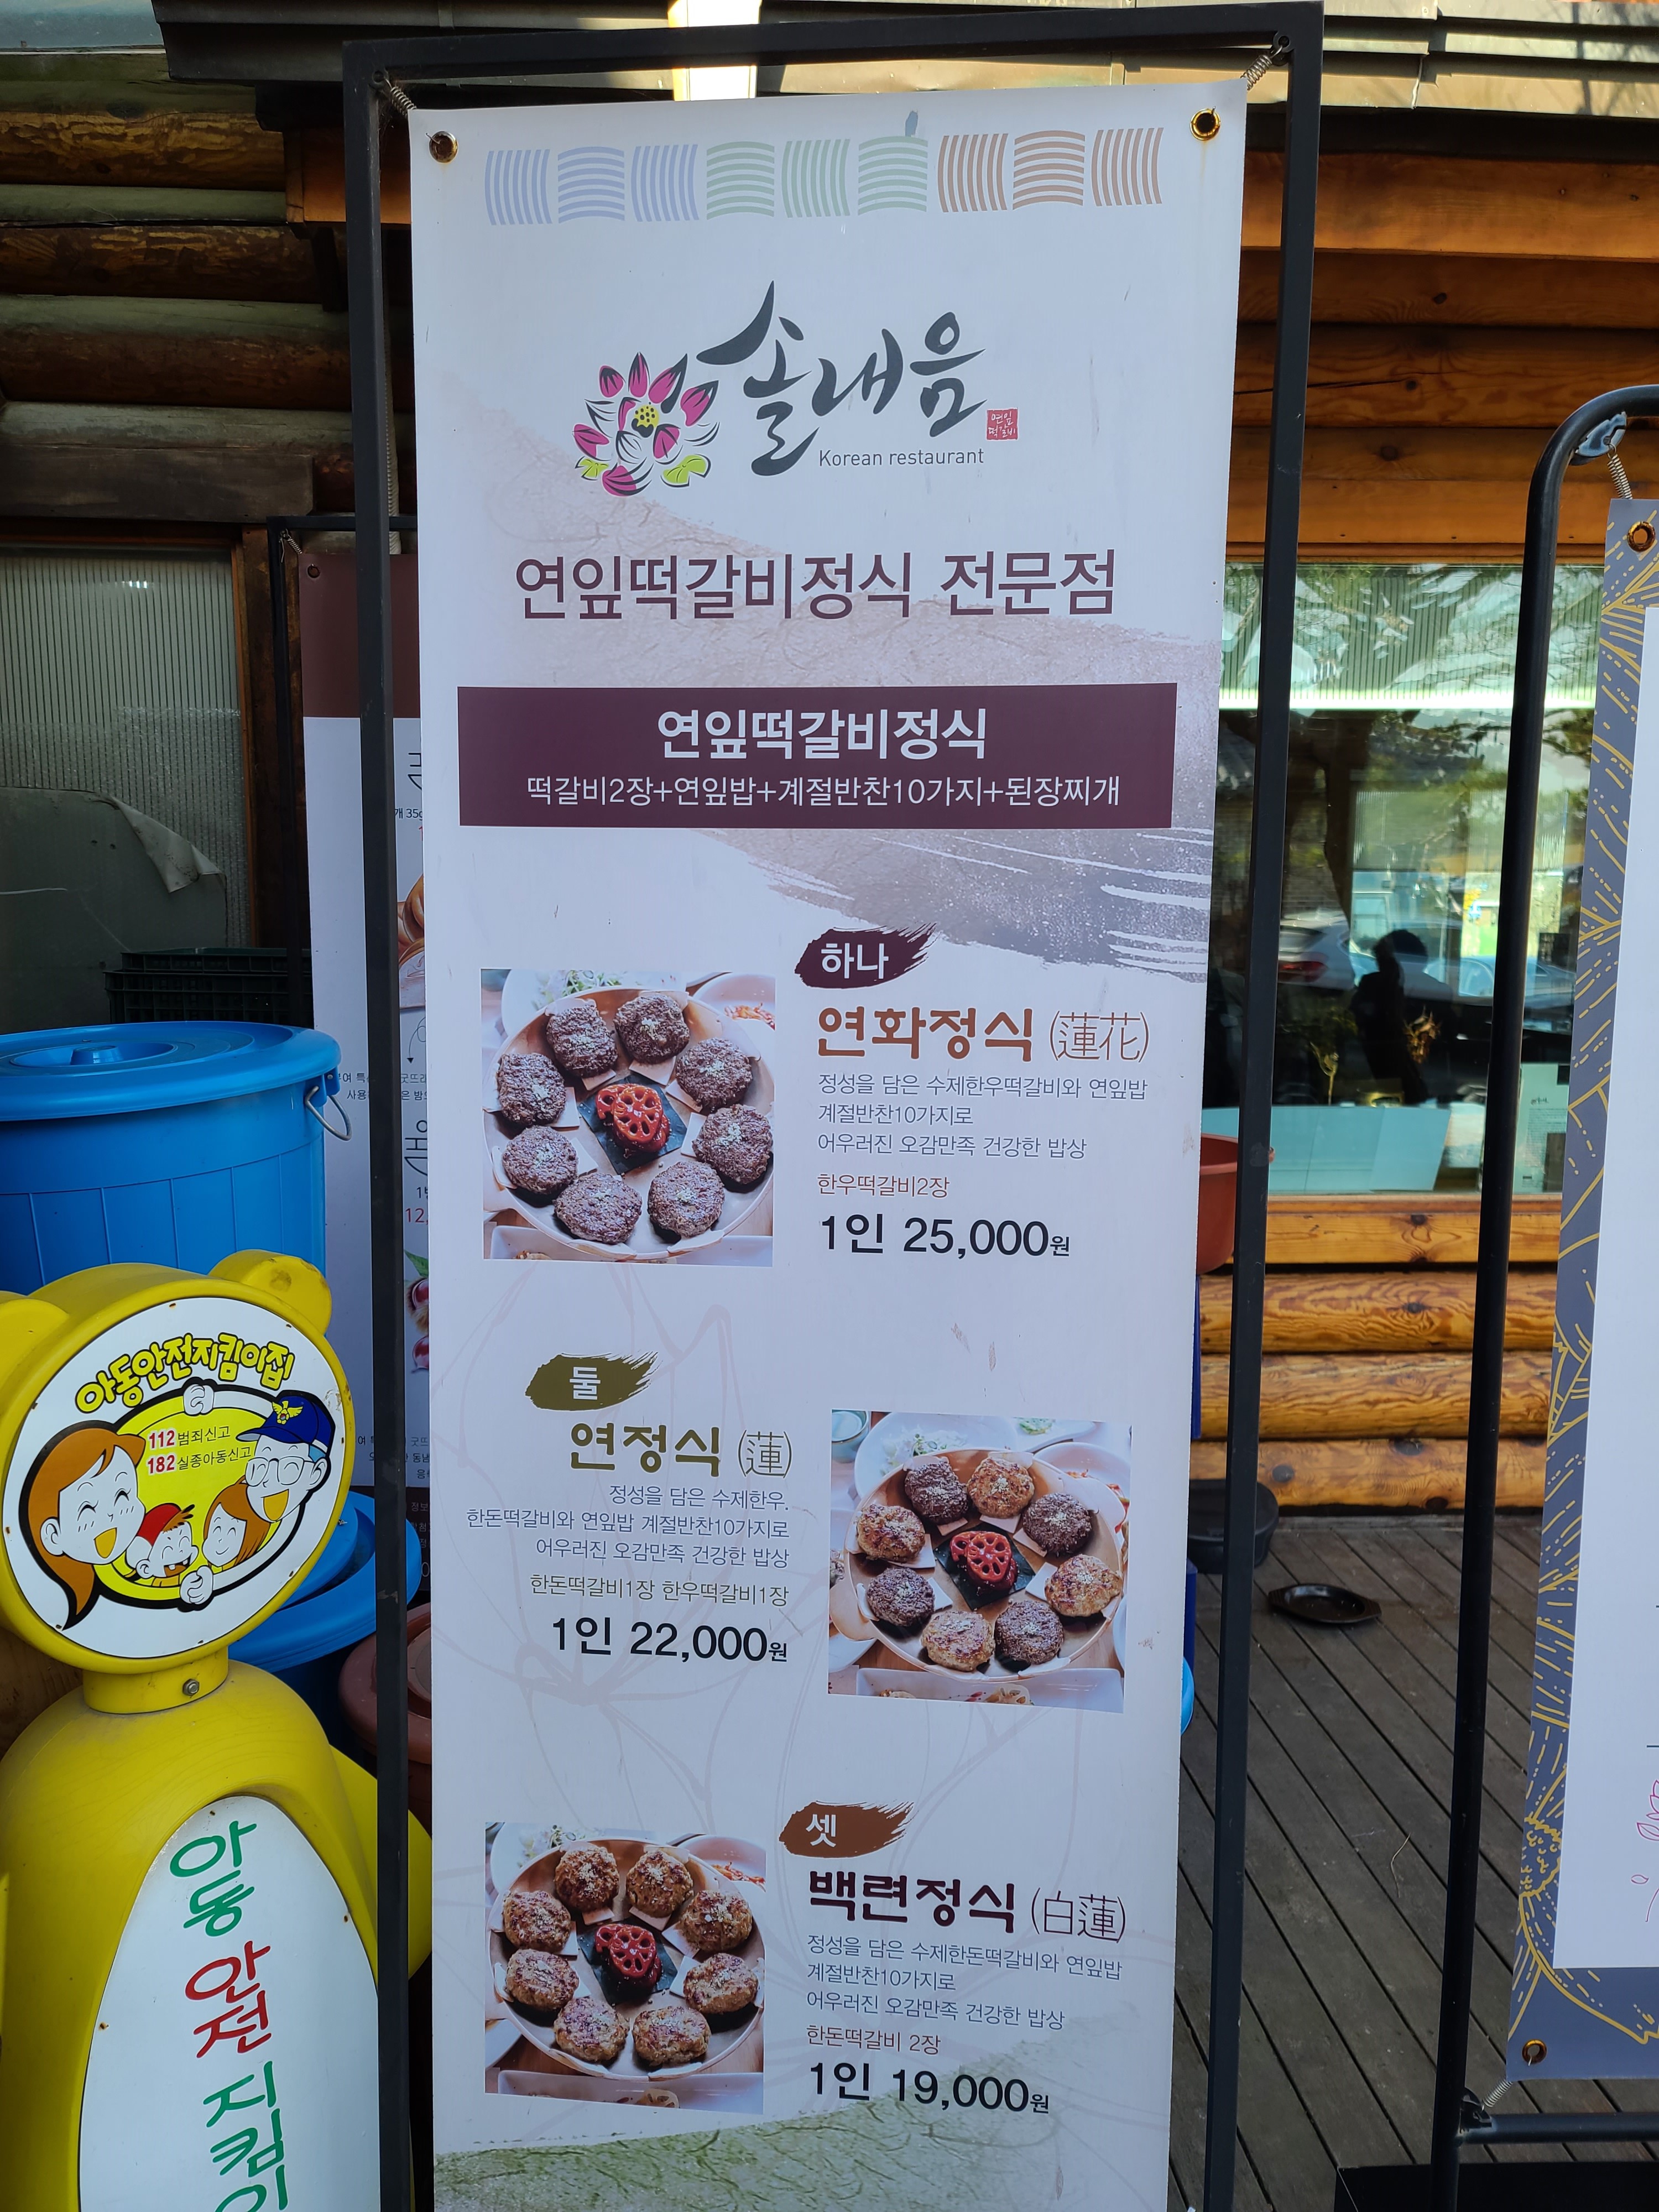 솔내음
연잎
떡갈비
Korean restaurant
연잎떡갈비정식 전문점
연잎떡갈비정식
떡갈비2장+연잎밥+계절반찬10가지+된장찌개
하나
연화정식 (蓮花)
정성을 담은 수제한우떡갈비와 연잎밥
계절반찬10가지로
어우러진 오감만족 건강한 밥상
한우떡갈비2장
1인 25,000원
둘
연정식 (蓮)
정성을 담은 수제한우,
한돈떡갈비와 연잎밥 계절반찬10가지로
어우러진 오감만족 건강한 밥상
한돈떡갈비1장 한우떡갈비1장
1인 22,000원
셋
백련정식 (白蓮)
정성을 담은 수제한돈떡갈비와 연잎밥
계절반찬10가지로
어우러진 오감만족 건강한 밥상
한돈떡갈비 2장
1인 19,000원
아동안전지킴이집
112 범죄신고
182 실종아동신고
아동 안전 지킴이